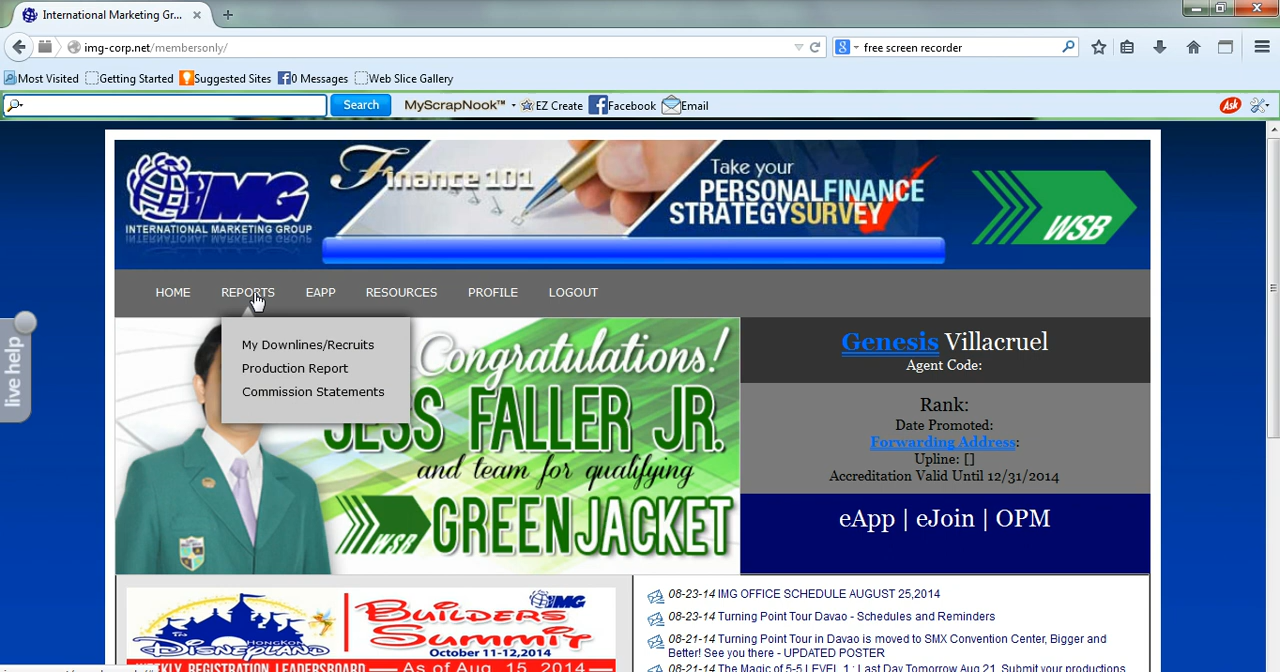 International Marketing Gr...
img-corp.net/membersonly/
free screen recorder
Most Visited Getting Started Suggested Sites 0 Messages Web Slice Gallery
Search MyScrapNook™ EZ Create Facebook Email Ask
IMG
INTERNATIONAL MARKETING GROUP
Finance 101
Take your
PERSONALFINANCE
STRATEGYSURVEY
WSB
HOME REPORTS EAPP RESOURCES PROFILE LOGOUT
My Downlines/Recruits
Production Report
Commission Statements
live help
Congratulations!
JESS FALLER JR.
and team for qualifying
WSB GREENJACKET
Genesis Villacruel
Agent Code:
Rank:
Date Promoted:
Forwarding Address:
Upline: []
Accreditation Valid Until 12/31/2014
eApp | eJoin | OPM
HONGKONG
Disneyland
IMG
Builders
Summit
October 11-12, 2014
WEEKLY REGISTRATION LEADERSBOARD As of Aug. 15, 2014
08-23-14 IMG OFFICE SCHEDULE AUGUST 25,2014
08-23-14 Turning Point Tour Davao - Schedules and Reminders
08-21-14 Turning Point Tour in Davao is moved to SMX Convention Center, Bigger and
Better! See you there - UPDATED POSTER
08-21-14 The Magic of 5-5 LEVEL 1 : Last Day Tomorrow Aug 21. Submit your productions